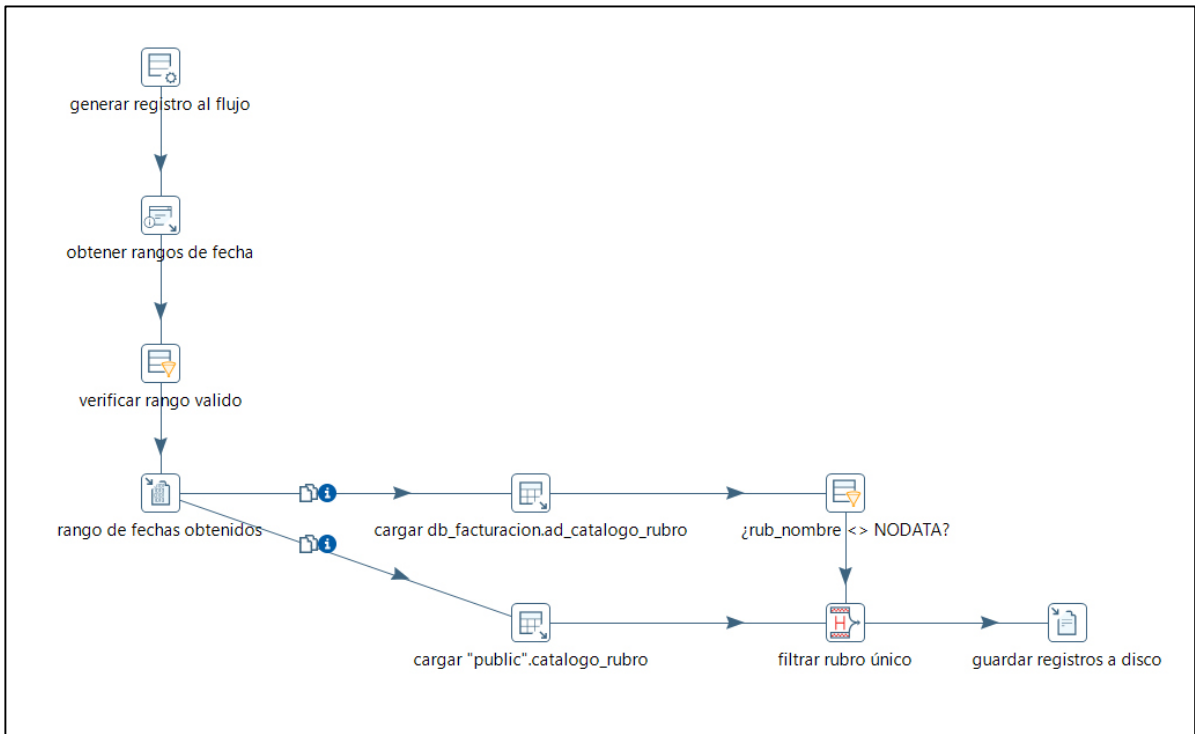 generar registro al flujo
obtener rangos de fecha
verificar rango valido
rango de fechas obtenidos
cargar db_facturacion.ad_catalogo_rubro
¿rub_nombre <> NODATA?
cargar "public".catalogo_rubro
H
filtrar rubro único
guardar registros a disco